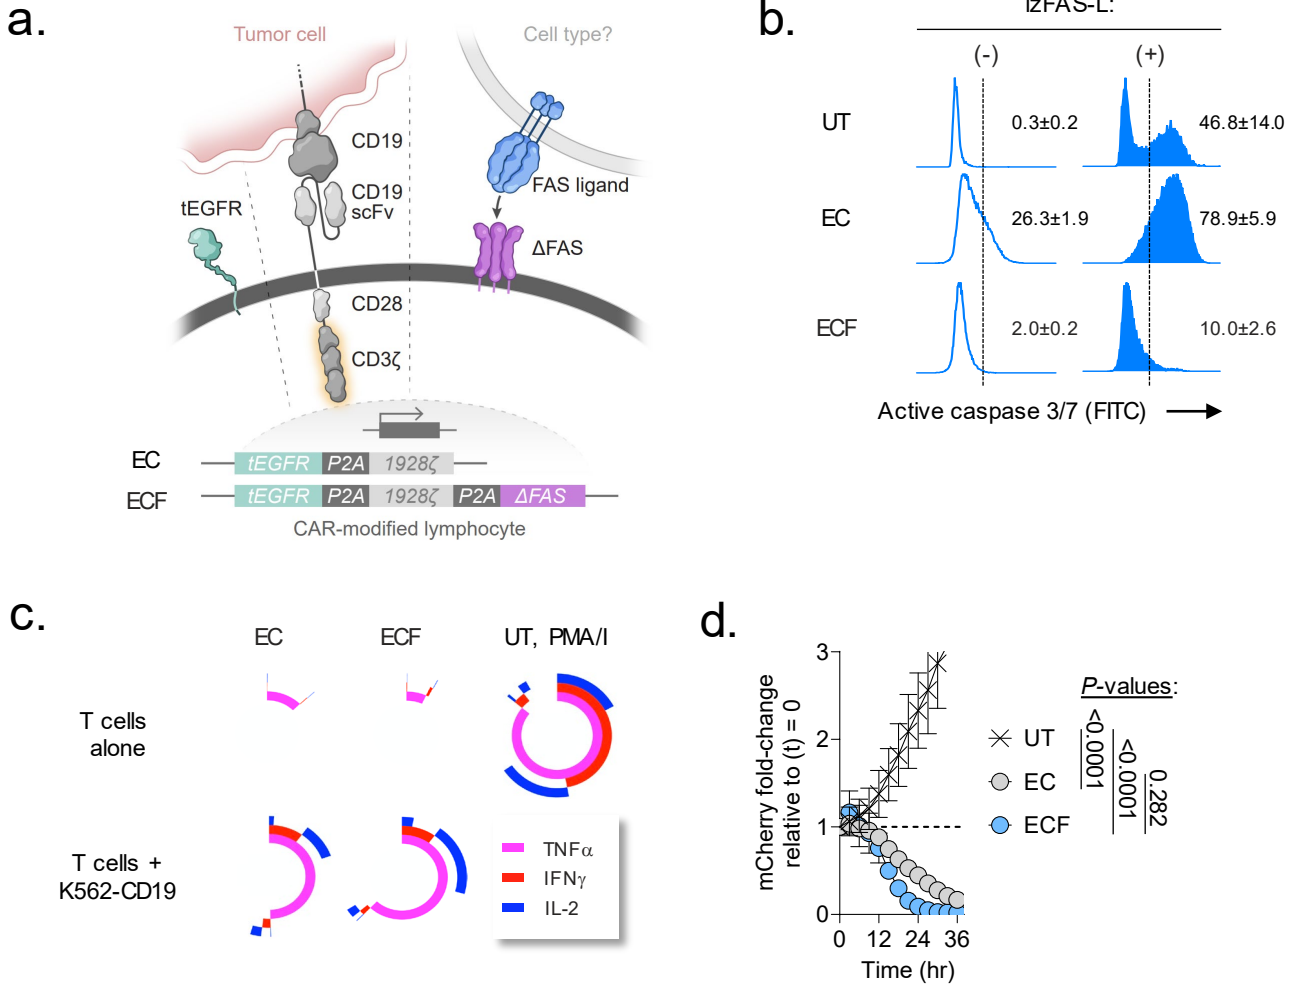 a.
Tumor cell
Cell type?
CD19
CD19
scFv
tEGFR
FAS ligand
ΔFAS
CD28
CD3ζ
EC
tEGFR P2A 1928ζ
ECF
tEGFR P2A 1928ζ P2A ΔFAS
CAR-modified lymphocyte
b.
lzFAS-L:
(-) (+)
UT 0.3±0.2 46.8±14.0
EC 26.3±1.9 78.9±5.9
ECF 2.0±0.2 10.0±2.6
Active caspase 3/7 (FITC)
c.
EC ECF UT, PMA/I
T cells
alone
T cells +
K562-CD19
TNFα
IFNγ
IL-2
d.
mCherry fold-change
relative to (t) = 0
3
2
1
0
0 12 24 36
Time (hr)
UT
EC
ECF
P-values:
<0.0001
<0.0001
0.282